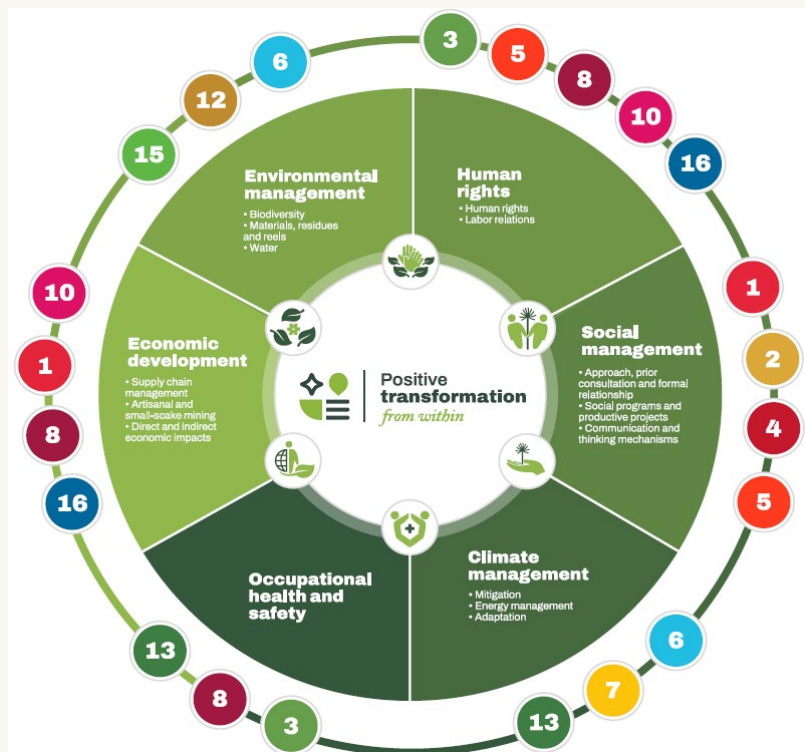 3
5
8
10
16
6
12
15
Environmental
management
• Biodiversity
• Materials, residues
and reels
• Water
Human
rights
• Human rights
• Labor relations
10
1
8
16
Economic
development
• Supply chain
management
• Artisanal and
small-scake mining
• Direct and indirect
economic impacts
Positive
transformation
from within
Social
management
• Approach, prior
consultation and formal
relationship
• Social programs and
productive projects
• Communication and
thinking mechanisms
1
2
4
5
Occupational
health and
safety
Climate
management
• Mitigation
• Energy management
• Adaptation
13
8
3
6
7
13